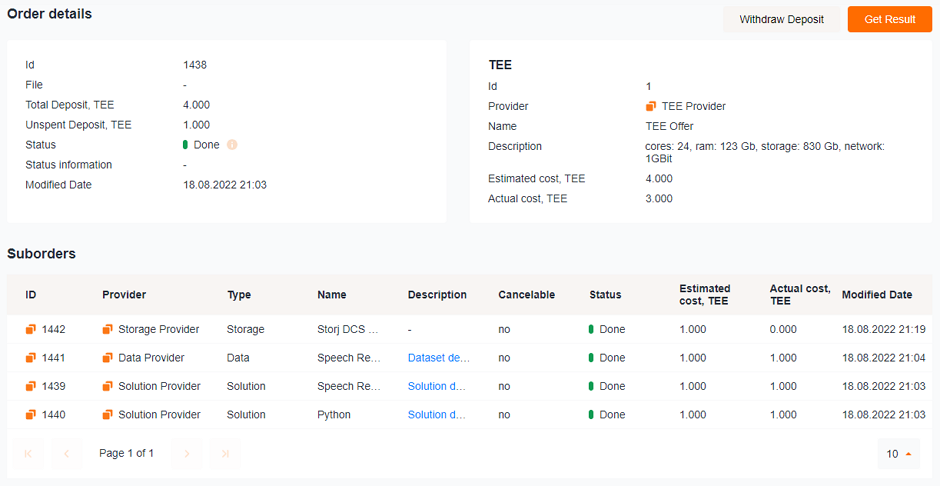 Order details
Withdraw Deposit
Get Result
Id 1438
File -
Total Deposit, TEE 4.000
Unspent Deposit, TEE 1.000
Status Done
Status information -
Modified Date 18.08.2022 21:03
TEE
Id 1
Provider TEE Provider
Name TEE Offer
Description cores: 24, ram: 123 Gb, storage: 830 Gb, network:
1GBit
Estimated cost, TEE 4.000
Actual cost, TEE 3.000
Suborders
ID Provider Type Name Description Cancelable Status Estimated cost, TEE Actual cost, TEE Modified Date
1442 Storage Provider Storage Storj DCS ... - no Done 1.000 0.000 18.08.2022 21:19
1441 Data Provider Data Speech Re... Dataset de... no Done 1.000 1.000 18.08.2022 21:04
1439 Solution Provider Solution Speech Re... Solution d... no Done 1.000 1.000 18.08.2022 21:03
1440 Solution Provider Solution Python Solution d... no Done 1.000 1.000 18.08.2022 21:03
Page 1 of 1
10